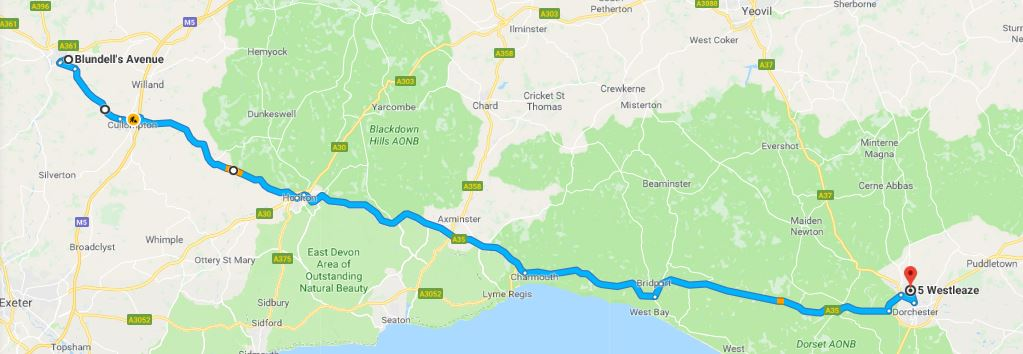 A396
A361
A361
Blundell's Avenue
M5
Willand
Hemyock
Cullompton
Dunkeswell
Yarcombe
Blackdown
Hills AONB
A303
A303
Ilminster
South
Petherton
A358
A3088
Yeovil
Sherborne
West Coker
A37
Crewkerne
Cricket St
Thomas
Misterton
Chard
Silverton
M5
Broadclyst
Whimple
Exeter
Topsham
A30
A30
Honiton
Ottery St Mary
A375
East Devon
Area of
Outstanding
Natural Beauty
Sidbury
Sidford
A3052
Seaton
A3052
A358
Axminster
A35
Lyme Regis
Charmouth
Beaminster
Bridport
West Bay
Evershot
Minterne
Magna
Cerne Abbas
A37
Maiden
Newton
Puddletown
5 Westleaze
Dorchester
A35
Dorset AONB
West